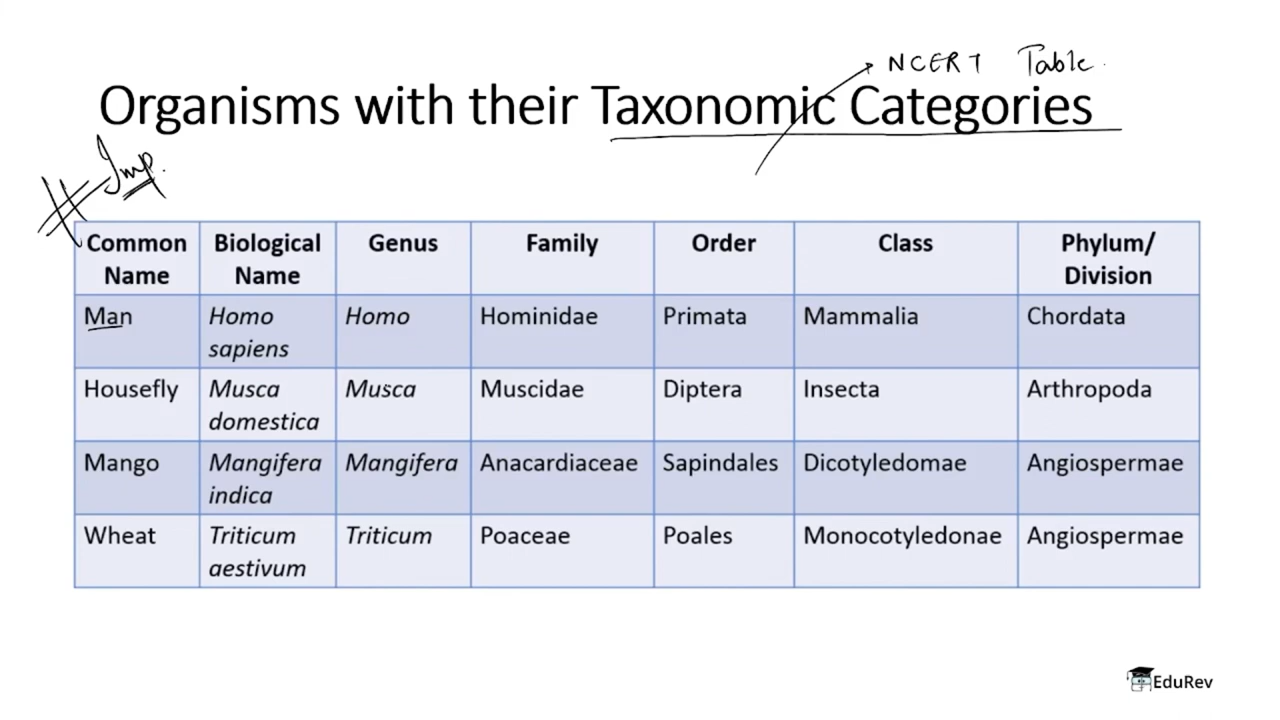 NCERT Table.
Organisms with their Taxonomic Categories
Imp.
Common Name | Biological Name | Genus | Family | Order | Class | Phylum/ Division
Man | Homo sapiens | Homo | Hominidae | Primata | Mammalia | Chordata
Housefly | Musca domestica | Musca | Muscidae | Diptera | Insecta | Arthropoda
Mango | Mangifera indica | Mangifera | Anacardiaceae | Sapindales | Dicotyledomae | Angiospermae
Wheat | Triticum aestivum | Triticum | Poaceae | Poales | Monocotyledonae | Angiospermae
EduRev